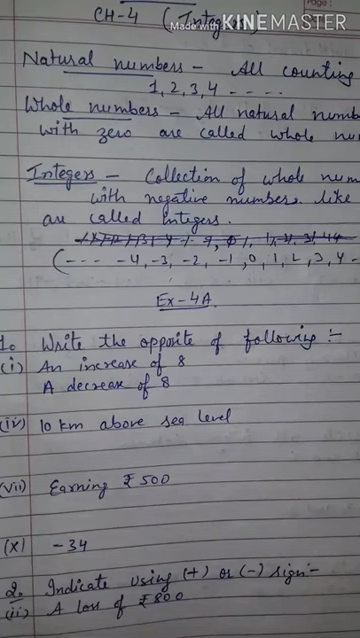 Page :
CH-4 (Integers)
Made with KINEMASTER
Natural numbers - All counting
1, 2, 3, 4 - - - -
Whole numbers - All natural numb
with zero are called whole nu
Integers - Collection of whole num
with negative numbers like
are called Integers.
(- - - -4, -3, -2, -1, 0, 1, 2, 3, 4 -
Ex-4A
1. Write the opposite of following :-
(i) An increase of 8
A decrease of 8
(iv) 10 km above sea level
(vii) Earning ₹ 500
(x) -34
2. Indicate using (+) or (-) sign :-
(ii) A loss of ₹ 800